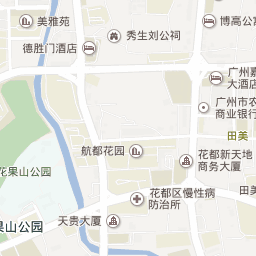 美雅苑
秀生刘公祠
博高公寓
德胜门酒店
广州嘉
大酒店
广州市农
商业银行
田美
航都花园
花都新天地
商务大厦
花果山公园
田美
花都区慢性病
防治所
天贵大厦
果山公园